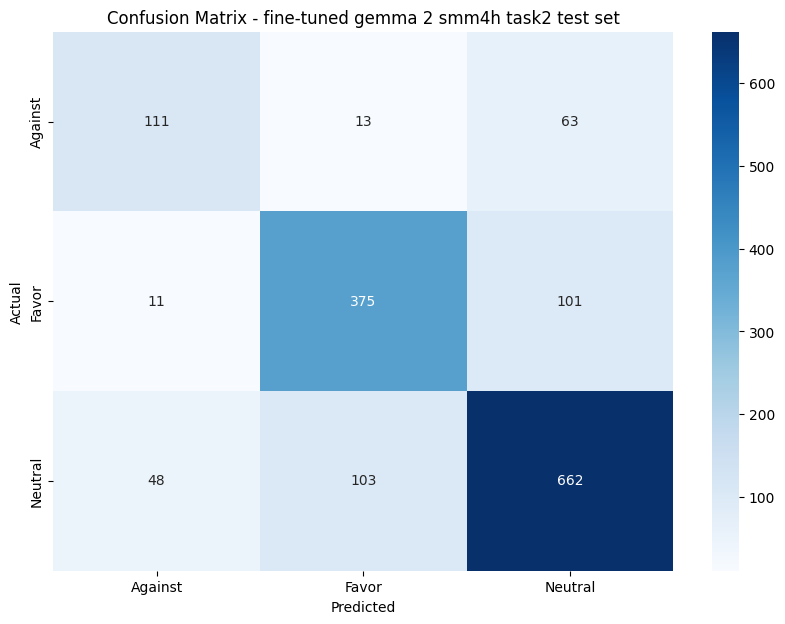 Confusion Matrix - fine-tuned gemma 2 smm4h task2 test set
Actual
Against
111
13
63
Favor
11
375
101
Neutral
48
103
662
Against
Favor
Neutral
Predicted
600
500
400
300
200
100